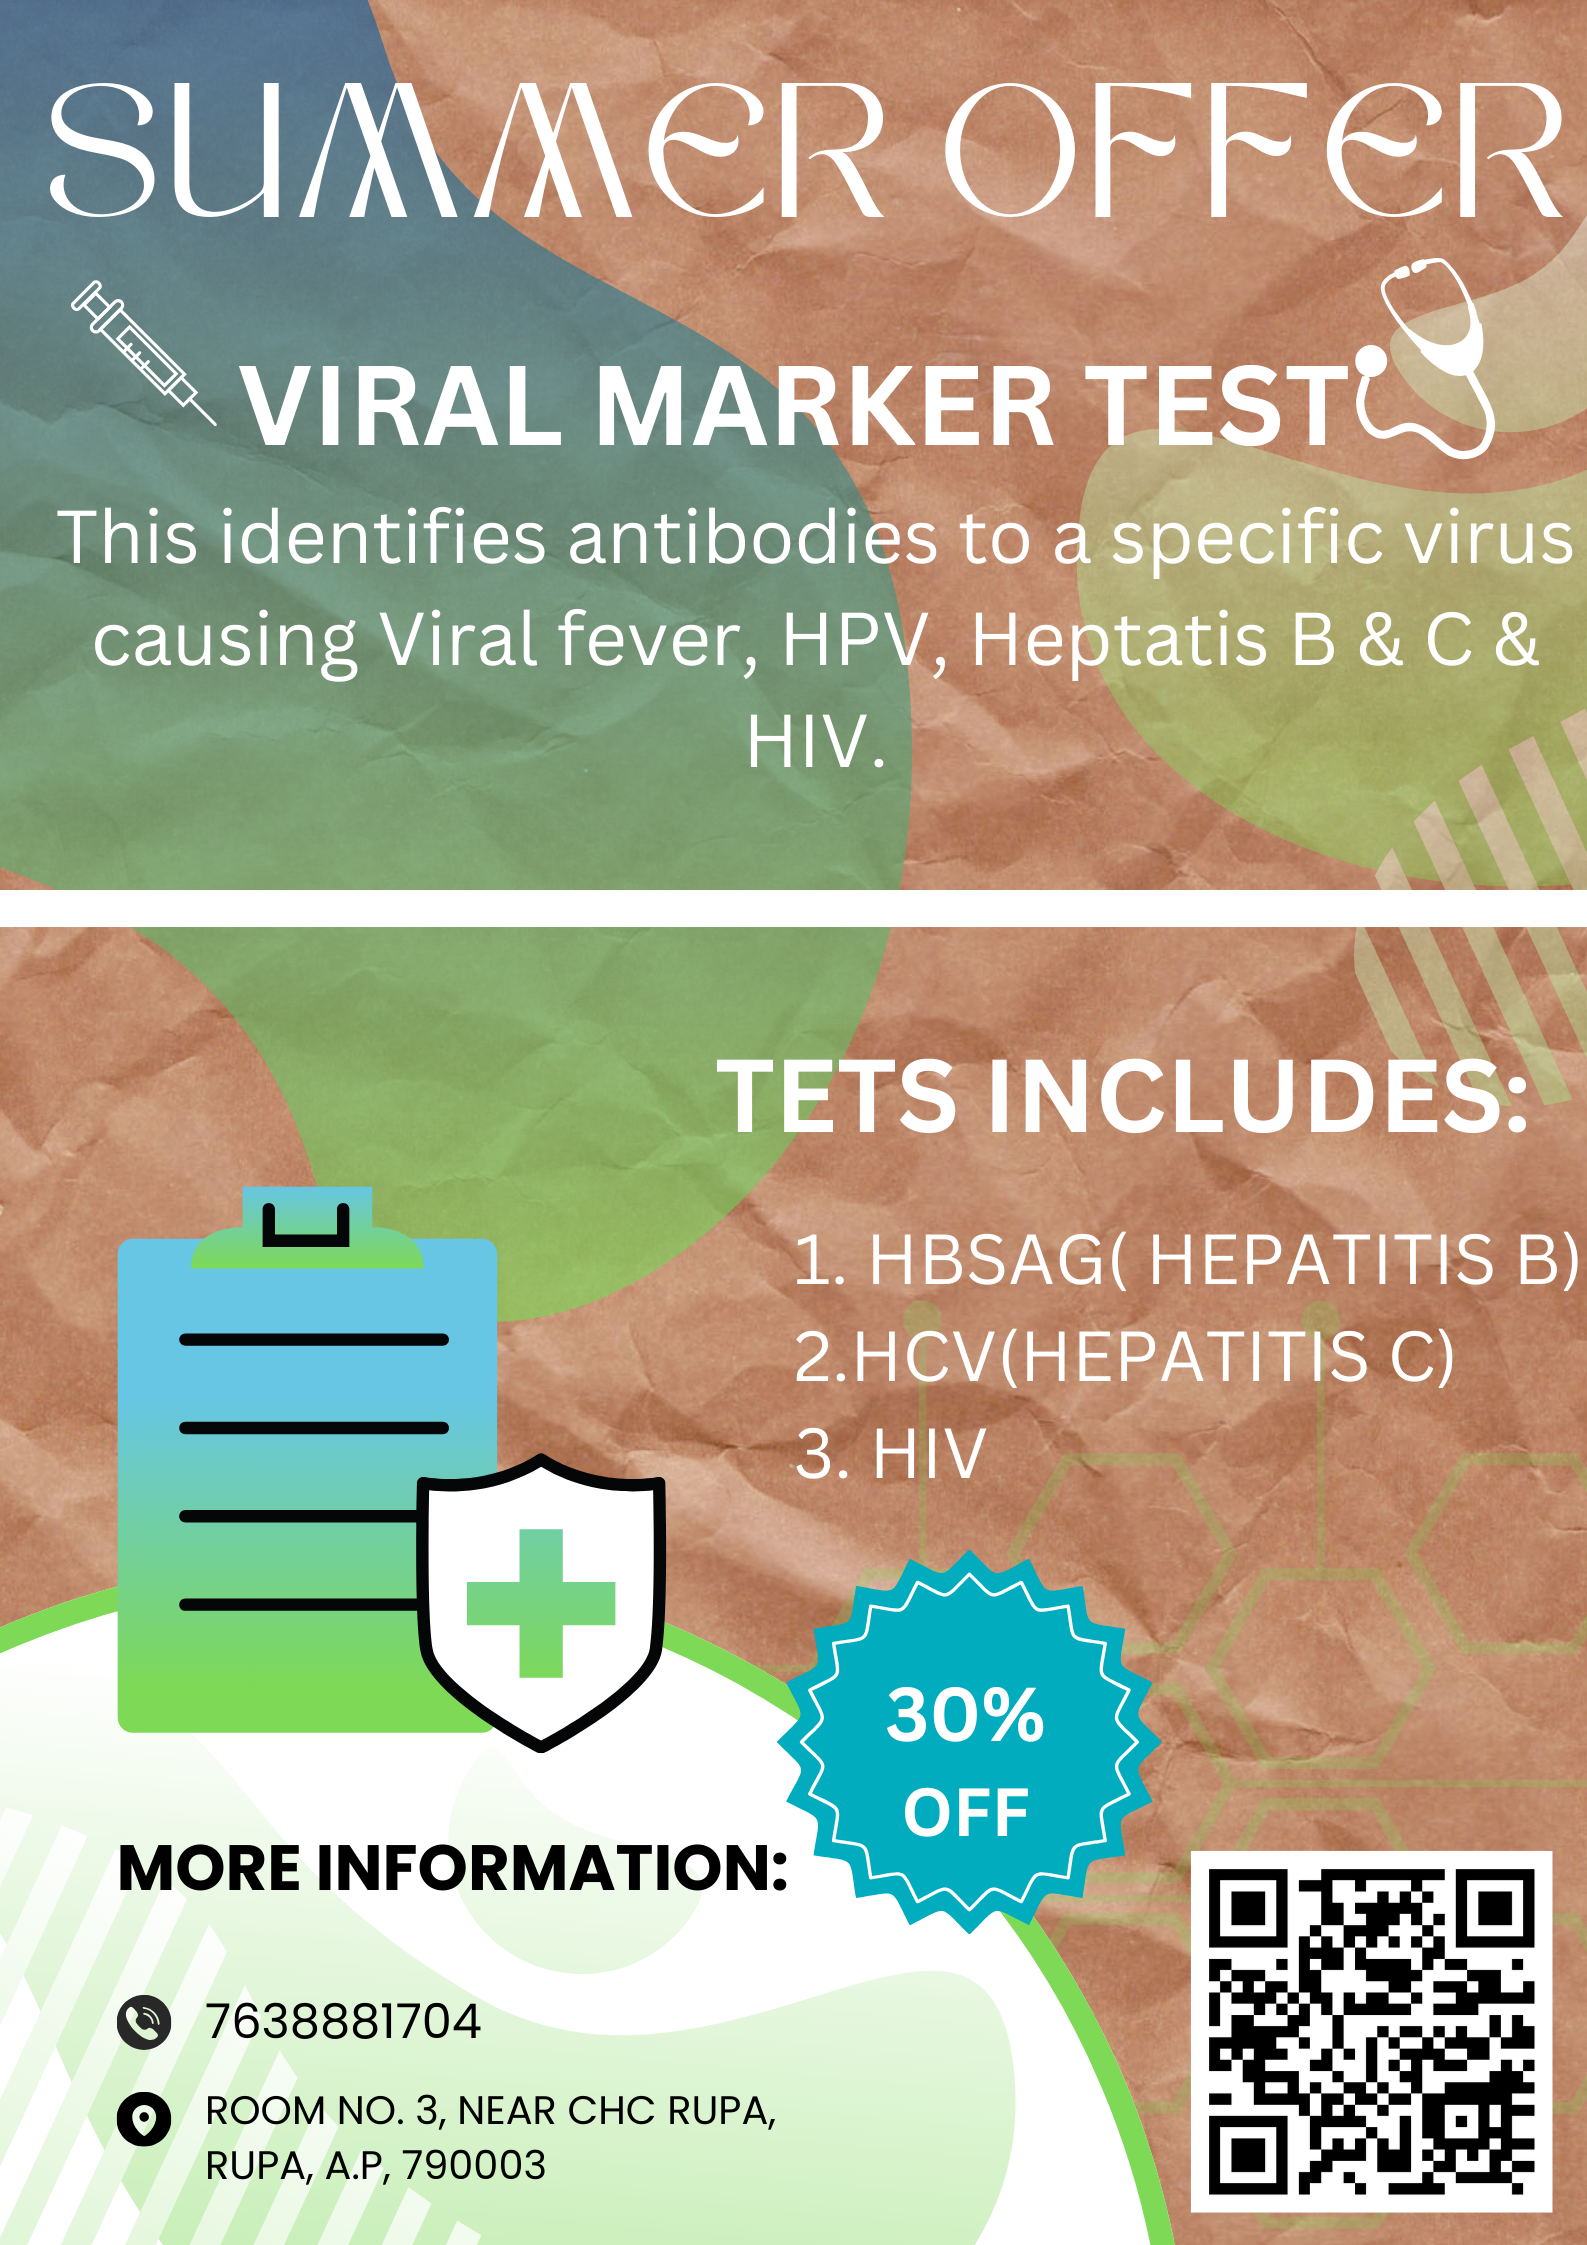 SUMMER OFFER
VIRAL MARKER TEST
This identifies antibodies to a specific virus
causing Viral fever, HPV, Heptatis B & C &
HIV.
TETS INCLUDES:
1. HBSAG( HEPATITIS B)
2.HCV(HEPATITIS C)
3. HIV
30%
OFF
MORE INFORMATION:
7638881704
ROOM NO. 3, NEAR CHC RUPA,
RUPA, A.P, 790003